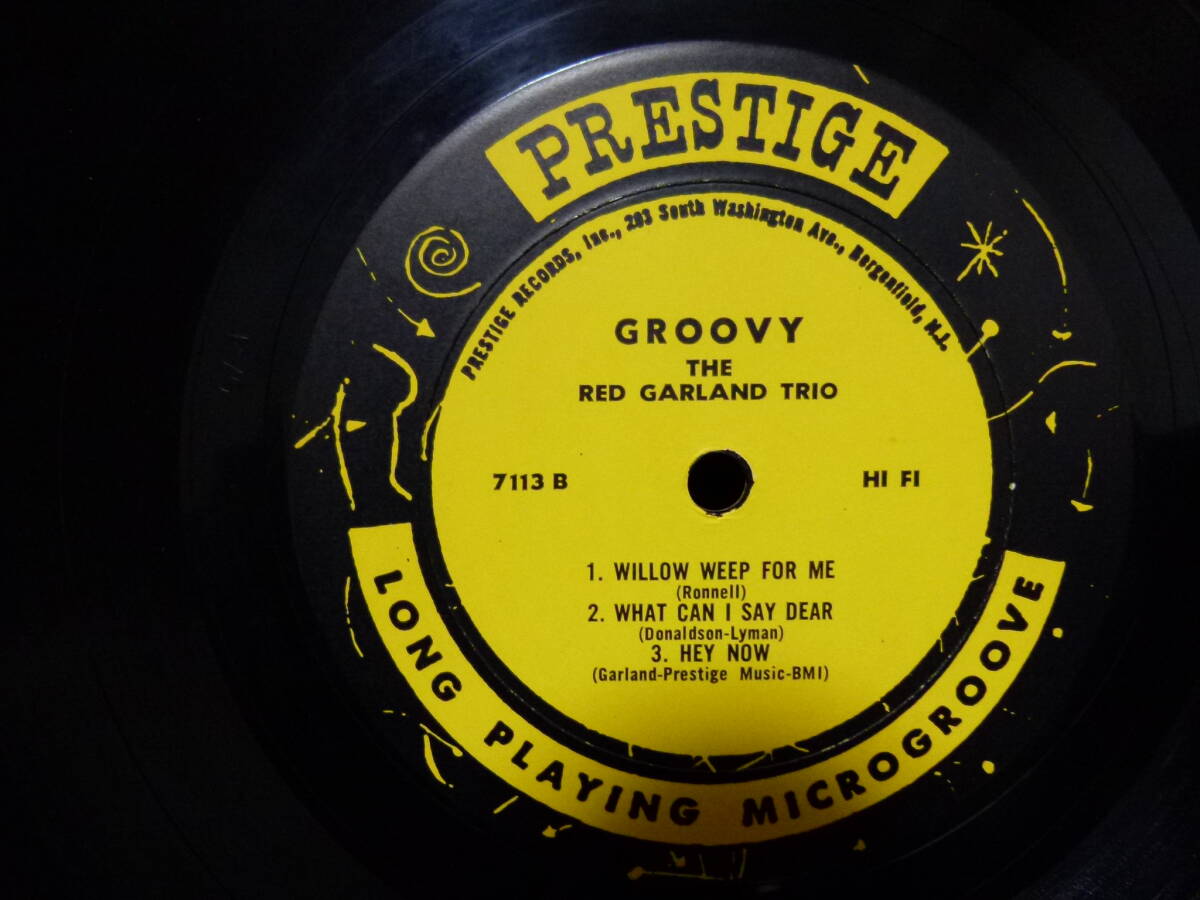 PRESTIGE
PRESTIGE RECORDS, Inc., 203 South Washington Ave., Bergenfield, N.J.
GROOVY
THE
RED GARLAND TRIO
7113 B
HI FI
1. WILLOW WEEP FOR ME
(Ronnell)
2. WHAT CAN I SAY DEAR
(Donaldson-Lyman)
3. HEY NOW
(Garland-Prestige Music-BMI)
LONG PLAYING MICROGROOVE